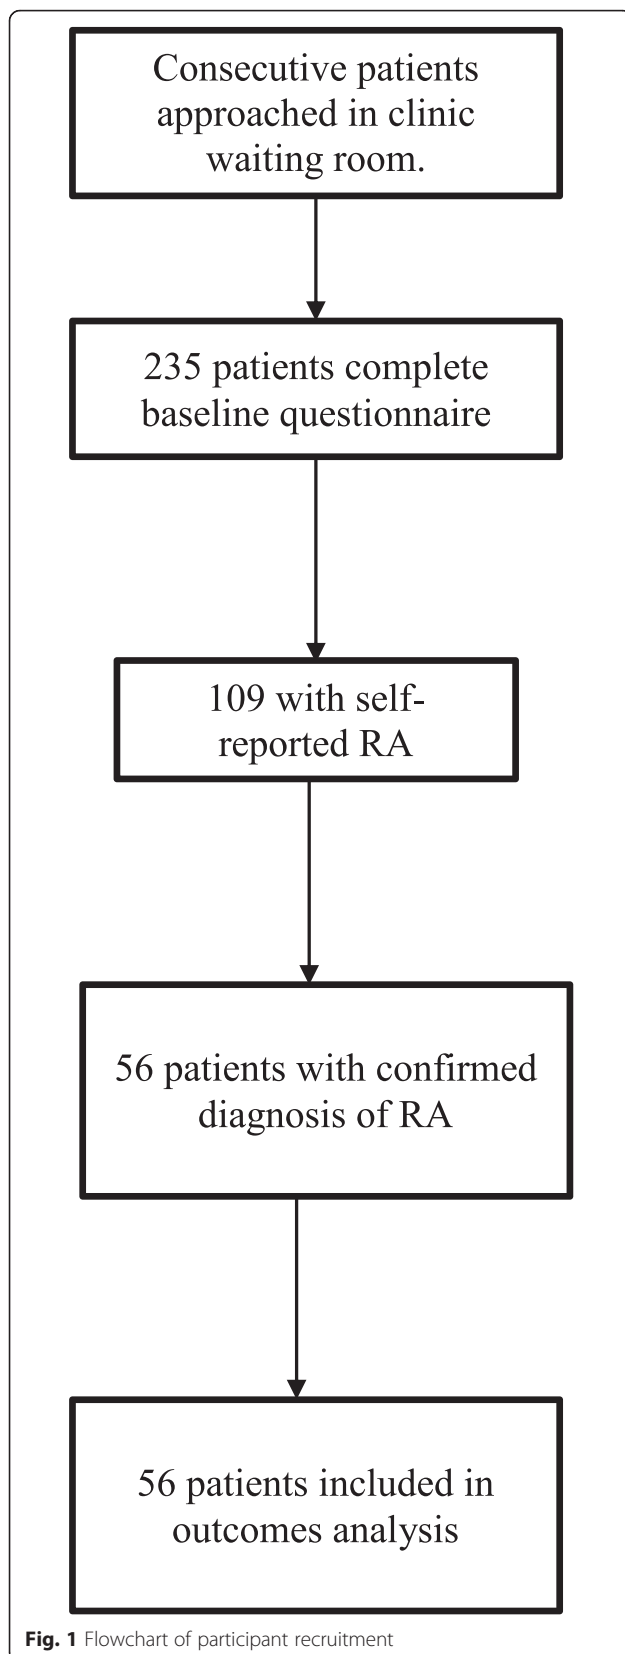 Consecutive patients
approached in clinic
waiting room.
235 patients complete
baseline questionnaire
109 with self-
reported RA
56 patients with confirmed
diagnosis of RA
56 patients included in
outcomes analysis
Fig. 1 Flowchart of participant recruitment